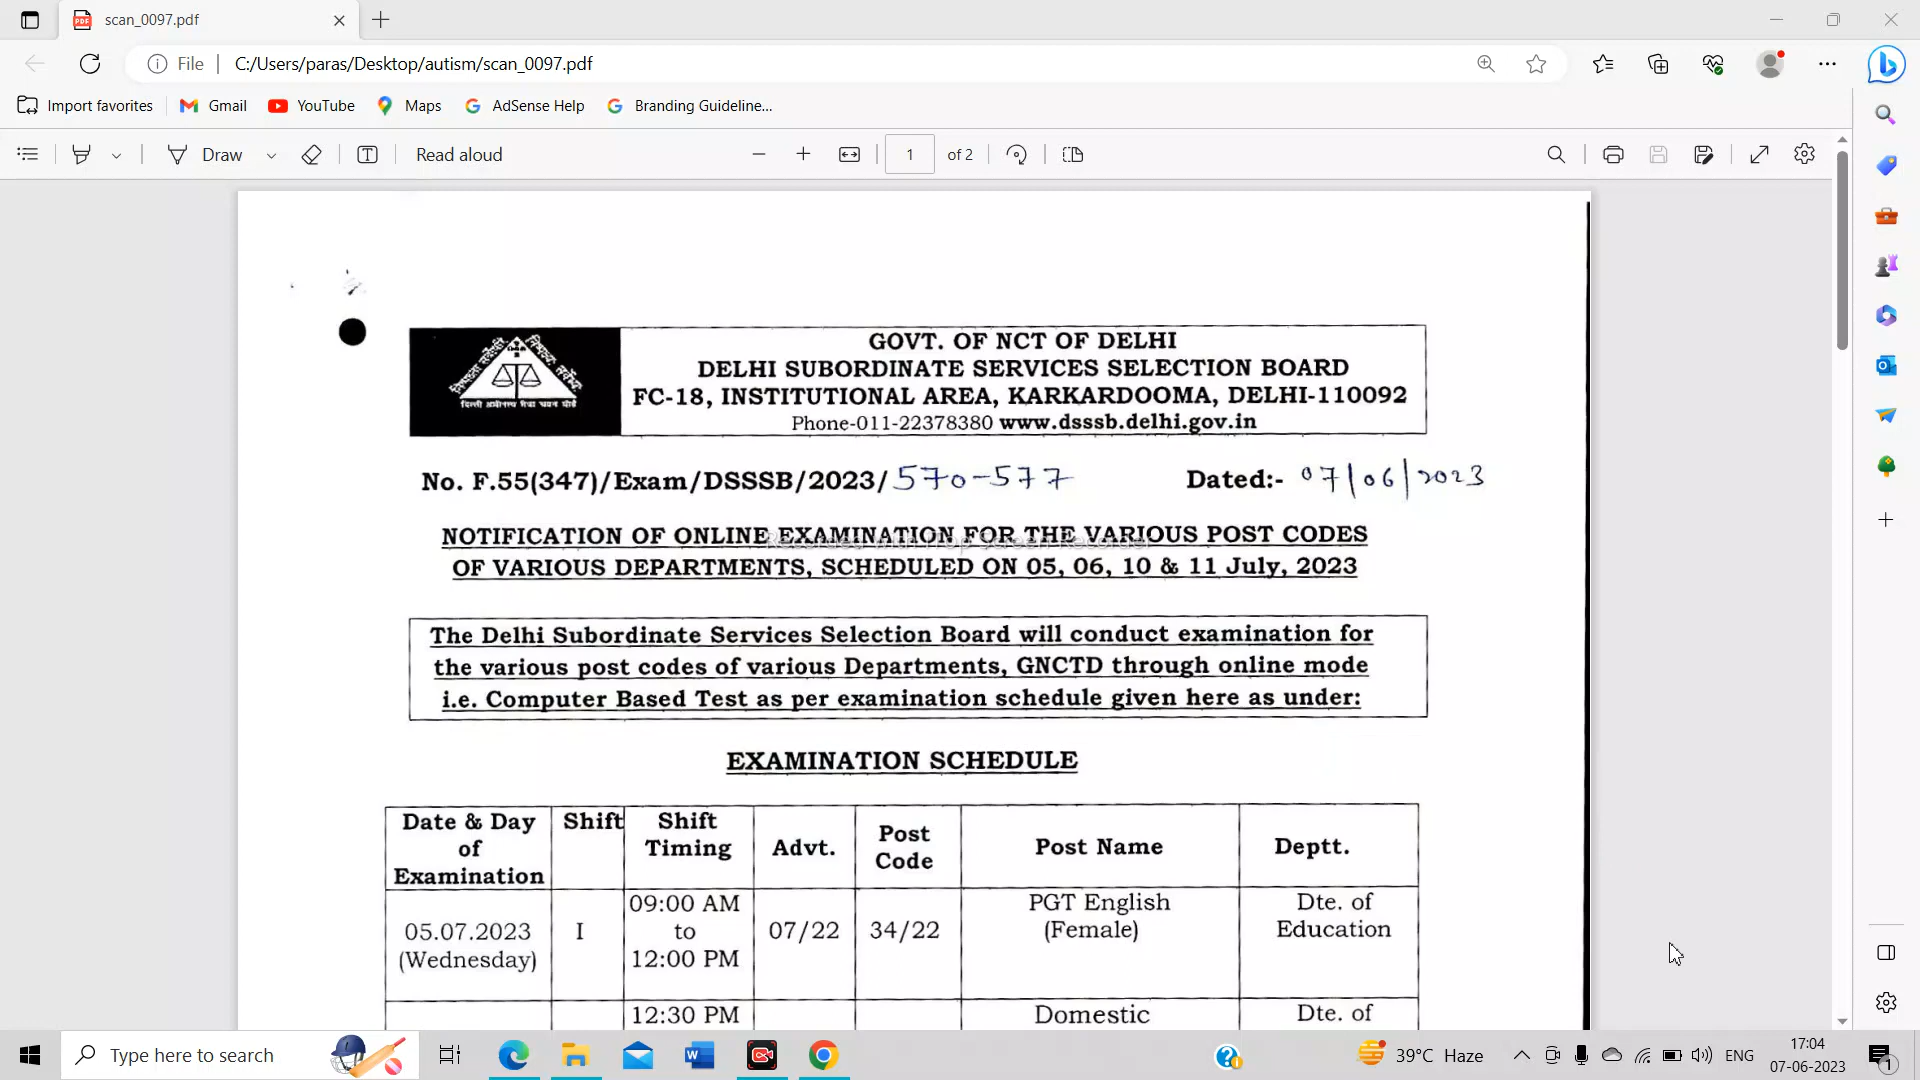 scan_0097.pdf
File
C:/Users/paras/Desktop/autism/scan_0097.pdf
Import favorites
Gmail
YouTube
Maps
AdSense Help
Branding Guideline...
Draw
Read aloud
1 of 2
GOVT. OF NCT OF DELHI
DELHI SUBORDINATE SERVICES SELECTION BOARD
FC-18, INSTITUTIONAL AREA, KARKARDOOMA, DELHI-110092
Phone-011-22378380 www.dsssb.delhi.gov.in
No. F.55(347)/Exam/DSSSB/2023/570-577 Dated:- 07/06/2023
NOTIFICATION OF ONLINE EXAMINATION FOR THE VARIOUS POST CODES
OF VARIOUS DEPARTMENTS, SCHEDULED ON 05, 06, 10 & 11 July, 2023
Recorded with iTop Screen Recorder
The Delhi Subordinate Services Selection Board will conduct examination for
the various post codes of various Departments, GNCTD through online mode
i.e. Computer Based Test as per examination schedule given here as under:
EXAMINATION SCHEDULE
Date & Day of Examination Shift Shift Timing Advt. Post Code Post Name Deptt.
05.07.2023 (Wednesday) I 09:00 AM to 12:00 PM 07/22 34/22 PGT English (Female) Dte. of Education
12:30 PM Domestic Dte. of
Type here to search
39°C Haze
ENG
17:04
07-06-2023
1